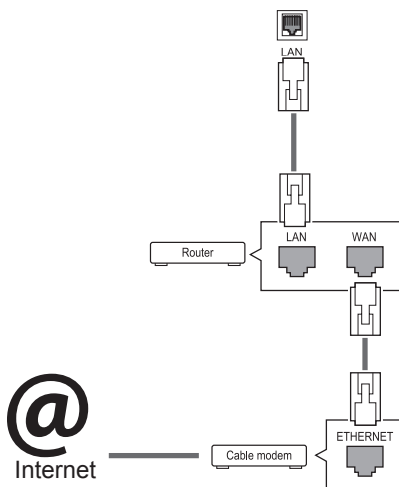 LAN
LAN WAN
Router
ETHERNET
@
Internet
Cable modem